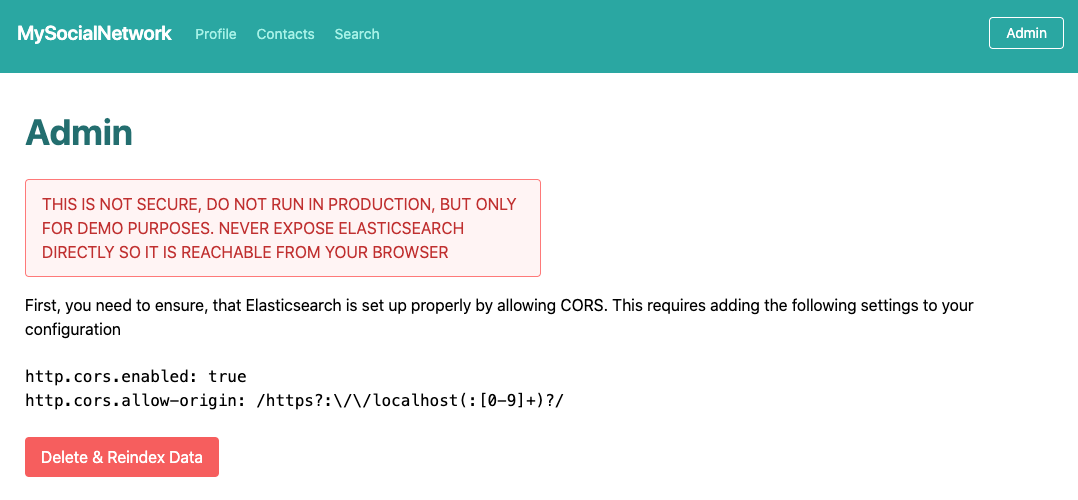 MySocialNetwork Profile Contacts Search Admin
Admin
THIS IS NOT SECURE, DO NOT RUN IN PRODUCTION, BUT ONLY
FOR DEMO PURPOSES. NEVER EXPOSE ELASTICSEARCH
DIRECTLY SO IT IS REACHABLE FROM YOUR BROWSER
First, you need to ensure, that Elasticsearch is set up properly by allowing CORS. This requires adding the following settings to your
configuration
http.cors.enabled: true
http.cors.allow-origin: /https?:\/\/localhost(:[0-9]+)?/
Delete & Reindex Data